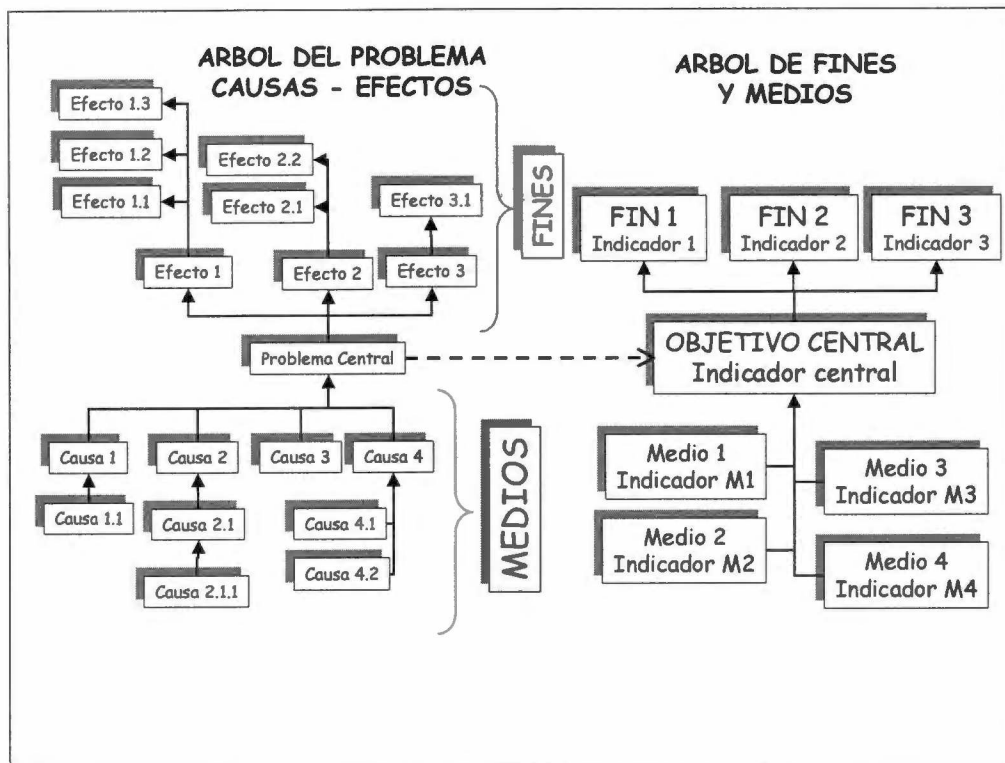 ARBOL DEL PROBLEMA
CAUSAS - EFECTOS
Efecto 1.3
Efecto 1.2
Efecto 1.1
Efecto 2.2
Efecto 2.1
Efecto 3.1
Efecto 1
Efecto 2
Efecto 3
FINES
Problema Central
Causa 1
Causa 2
Causa 3
Causa 4
Causa 1.1
Causa 2.1
Causa 4.1
Causa 4.2
Causa 2.1.1
MEDIOS
ARBOL DE FINES
Y MEDIOS
FIN 1
Indicador 1
FIN 2
Indicador 2
FIN 3
Indicador 3
OBJETIVO CENTRAL
Indicador central
Medio 1
Indicador M1
Medio 2
Indicador M2
Medio 3
Indicador M3
Medio 4
Indicador M4